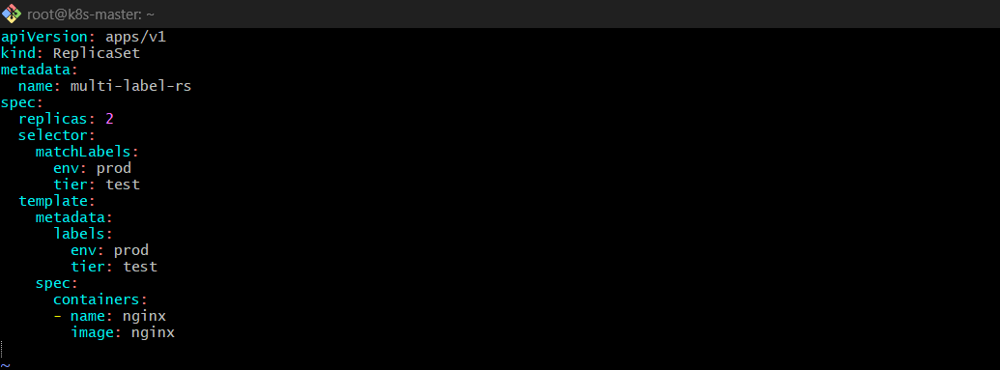 root@k8s-master: ~
apiVersion: apps/v1
kind: ReplicaSet
metadata:
  name: multi-label-rs
spec:
  replicas: 2
  selector:
    matchLabels:
      env: prod
      tier: test
  template:
    metadata:
      labels:
        env: prod
        tier: test
    spec:
      containers:
      - name: nginx
        image: nginx
~